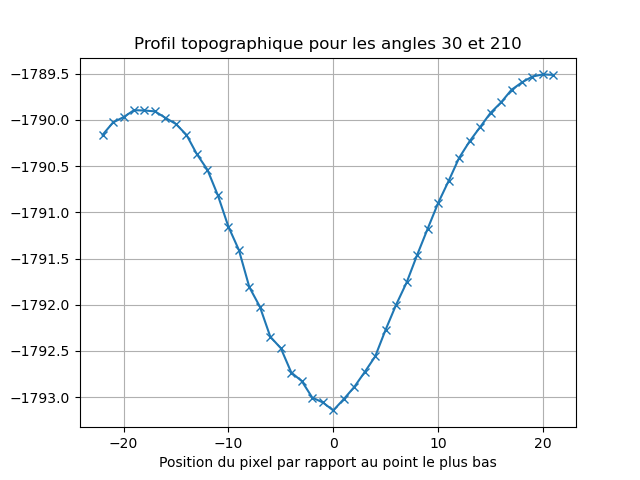 Profil topographique pour les angles 30 et 210
−1789.5
−1790.0
−1790.5
−1791.0
−1791.5
−1792.0
−1792.5
−1793.0
−20 −10 0 10 20
Position du pixel par rapport au point le plus bas